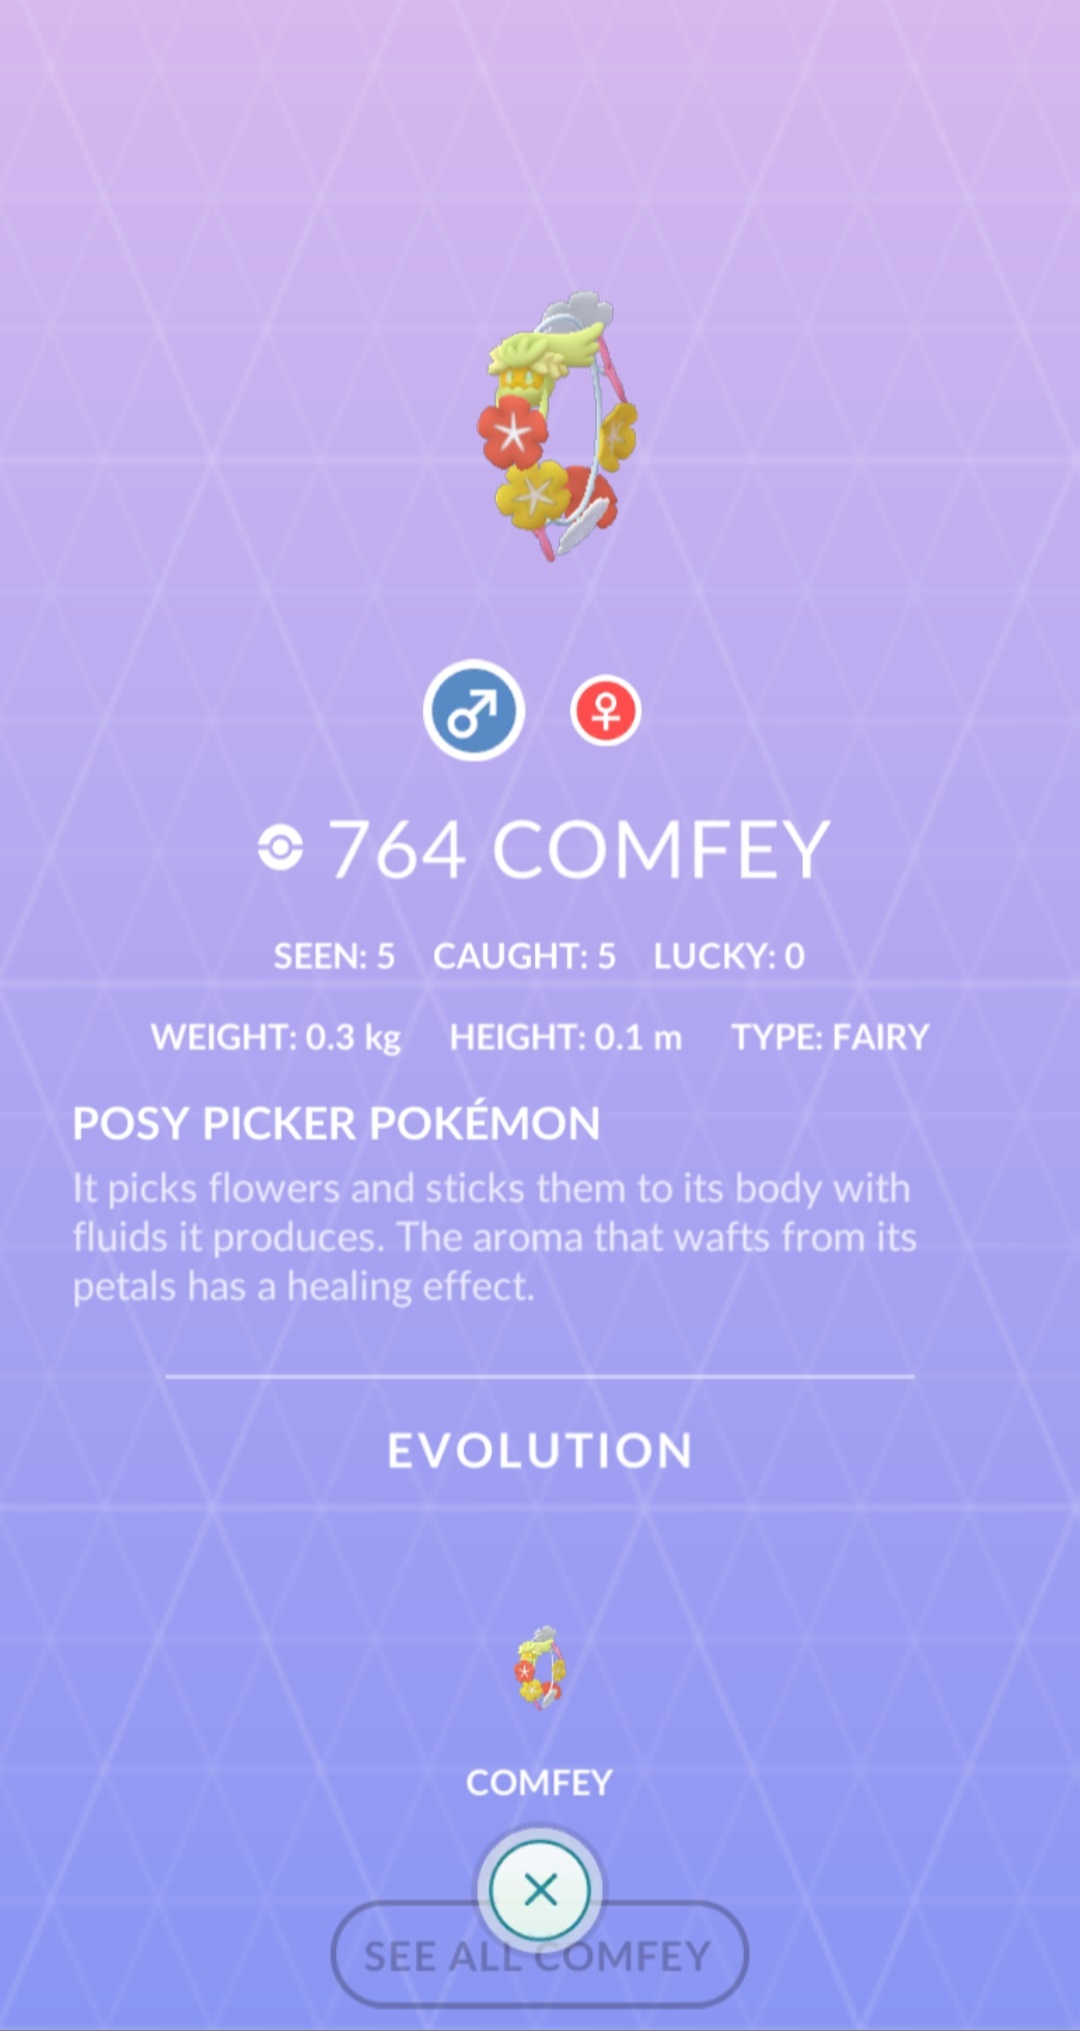 764 COMFEY
SEEN: 5 CAUGHT: 5 LUCKY: 0
WEIGHT: 0.3 kg HEIGHT: 0.1 m TYPE: FAIRY
POSY PICKER POKÉMON
It picks flowers and sticks them to its body with
fluids it produces. The aroma that wafts from its
petals has a healing effect.
EVOLUTION
COMFEY
SEE ALL COMFEY